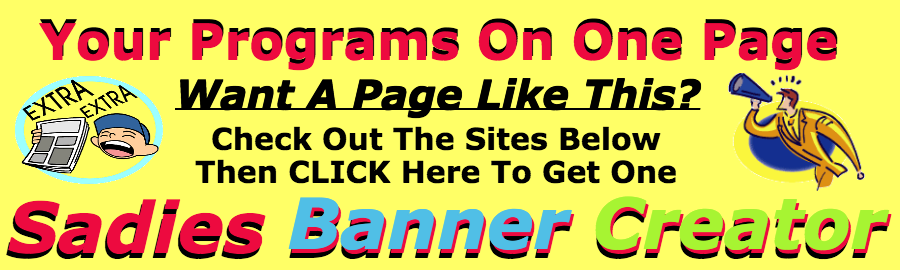 Your Programs On One Page
EXTRA
EXTRA
Want A Page Like This?
Check Out The Sites Below
Then CLICK Here To Get One
Sadies Banner Creator